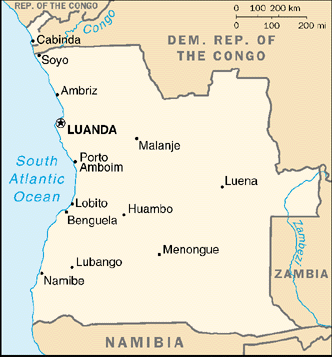 REP. OF THE CONGO
Congo
0 100 200 km
0 100 200 mi
Cabinda
Soyo
DEM. REP. OF
THE CONGO
Ambriz
LUANDA
Malanje
Porto
Amboim
South
Atlantic
Ocean
Luena
Lobito
Benguela
Huambo
Menongue
Lubango
Namibe
Zambezi
ZAMBIA
NAMIBIA